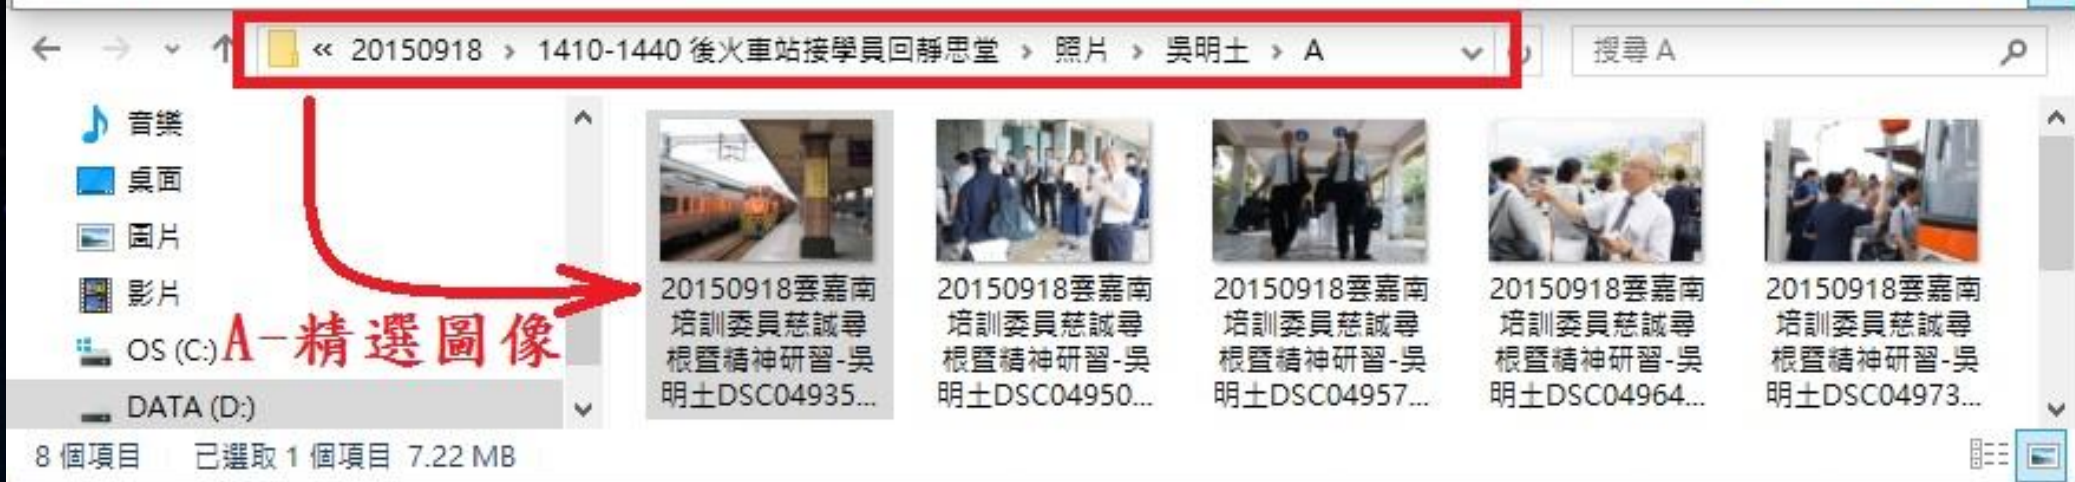 « 20150918 › 1410-1440 後火車站接學員回靜思堂 › 照片 › 吳明土 › A
搜尋 A
音樂
桌面
圖片
影片
OS (C:)
DATA (D:)
A-精選圖像
20150918雲嘉南
培訓委員慈誠尋
根暨精神研習-吳
明土DSC04935...
20150918雲嘉南
培訓委員慈誠尋
根暨精神研習-吳
明土DSC04950...
20150918雲嘉南
培訓委員慈誠尋
根暨精神研習-吳
明土DSC04957...
20150918雲嘉南
培訓委員慈誠尋
根暨精神研習-吳
明土DSC04964...
20150918雲嘉南
培訓委員慈誠尋
根暨精神研習-吳
明土DSC04973...
8 個項目 已選取 1 個項目 7.22 MB